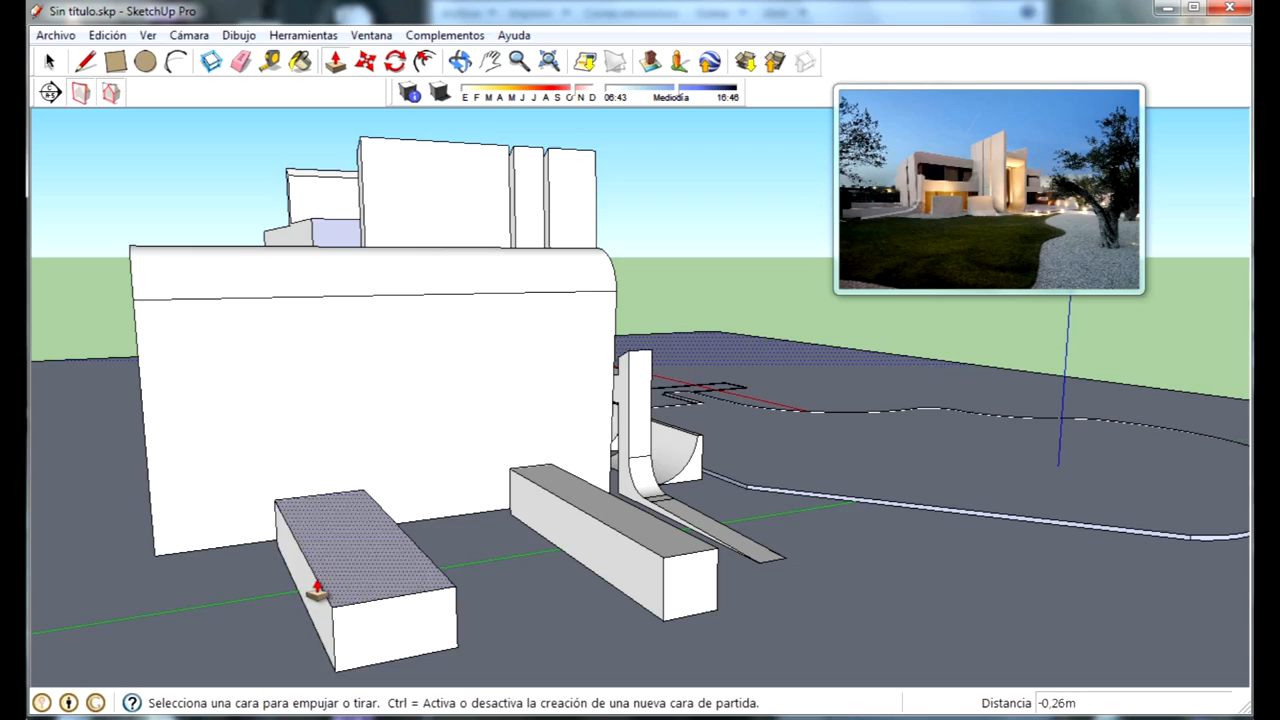 Sin título.skp - SketchUp Pro
Archivo Edición Ver Cámara Dibujo Herramientas Ventana Complementos Ayuda
E F M A M J J A S O N D 06:43 Mediodía 16:46
Selecciona una cara para empujar o tirar. Ctrl = Activa o desactiva la creación de una nueva cara de partida. Distancia -0,26m